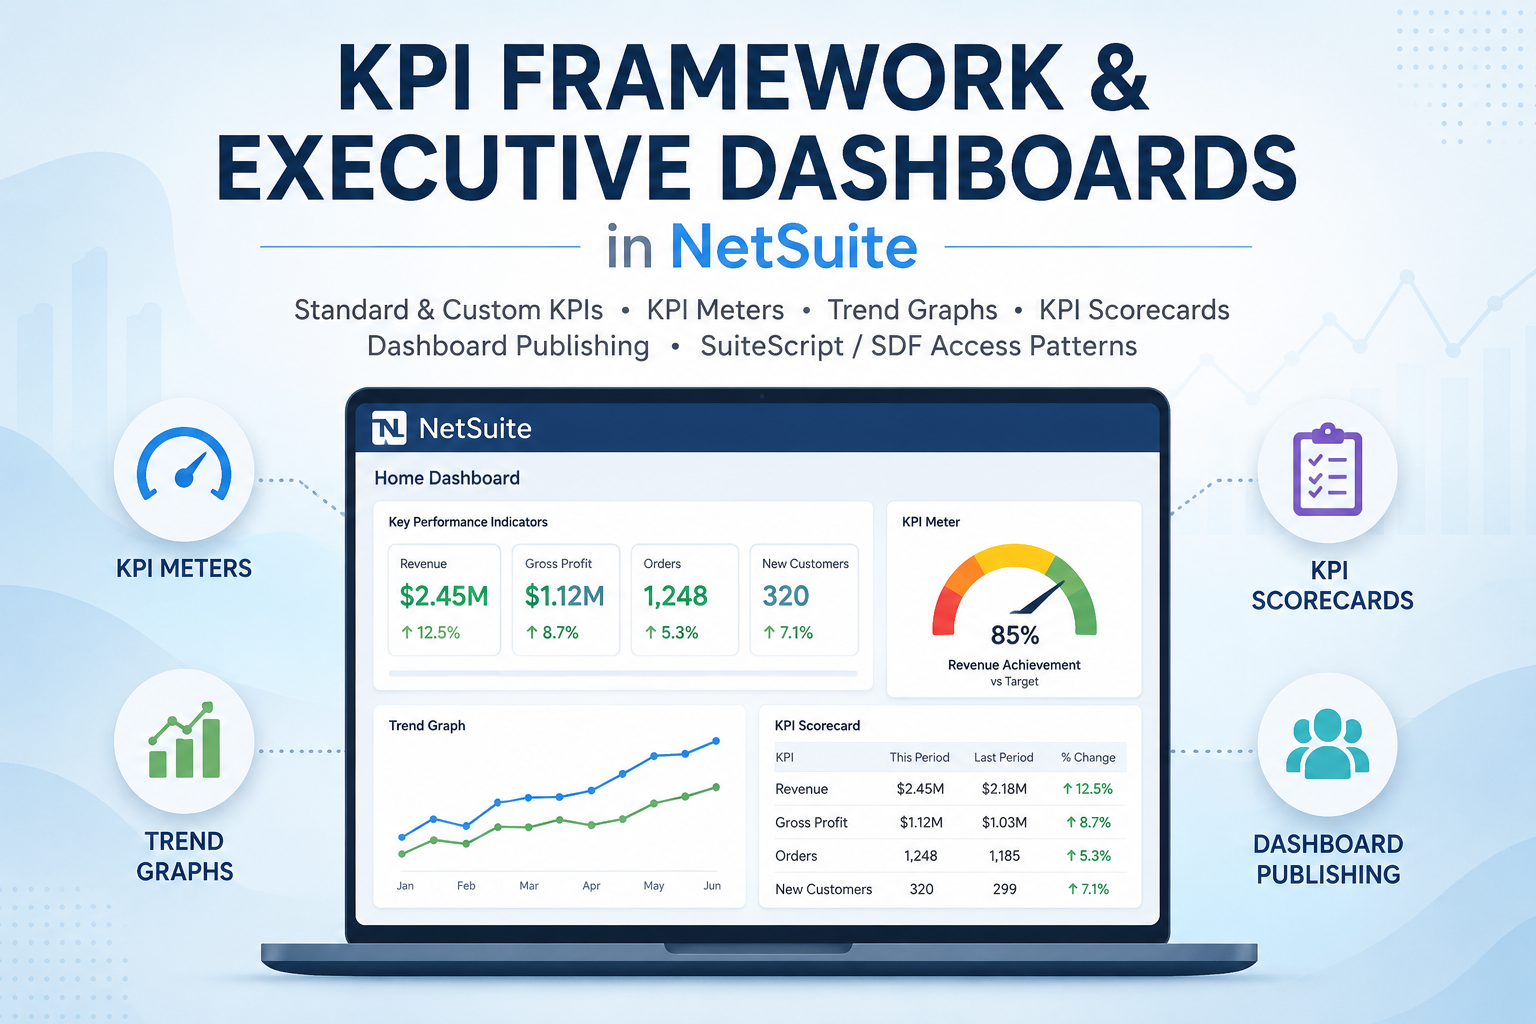 KPI FRAMEWORK &
EXECUTIVE DASHBOARDS
in NetSuite
Standard & Custom KPIs • KPI Meters • Trend Graphs • KPI Scorecards
Dashboard Publishing • SuiteScript / SDF Access Patterns
N NetSuite
Home Dashboard
Key Performance Indicators
Revenue
$2.45M
↑ 12.5%
Gross Profit
$1.12M
↑ 8.7%
Orders
1,248
↑ 5.3%
New Customers
320
↑ 7.1%
KPI Meter
85%
Revenue Achievement
vs Target
Trend Graph
Jan Feb Mar Apr May Jun
KPI Scorecard
KPI This Period Last Period % Change
Revenue $2.45M $2.18M ↑ 12.5%
Gross Profit $1.12M $1.03M ↑ 8.7%
Orders 1,248 1,185 ↑ 5.3%
New Customers 320 299 ↑ 7.1%
KPI METERS
TREND
GRAPHS
KPI
SCORECARDS
DASHBOARD
PUBLISHING